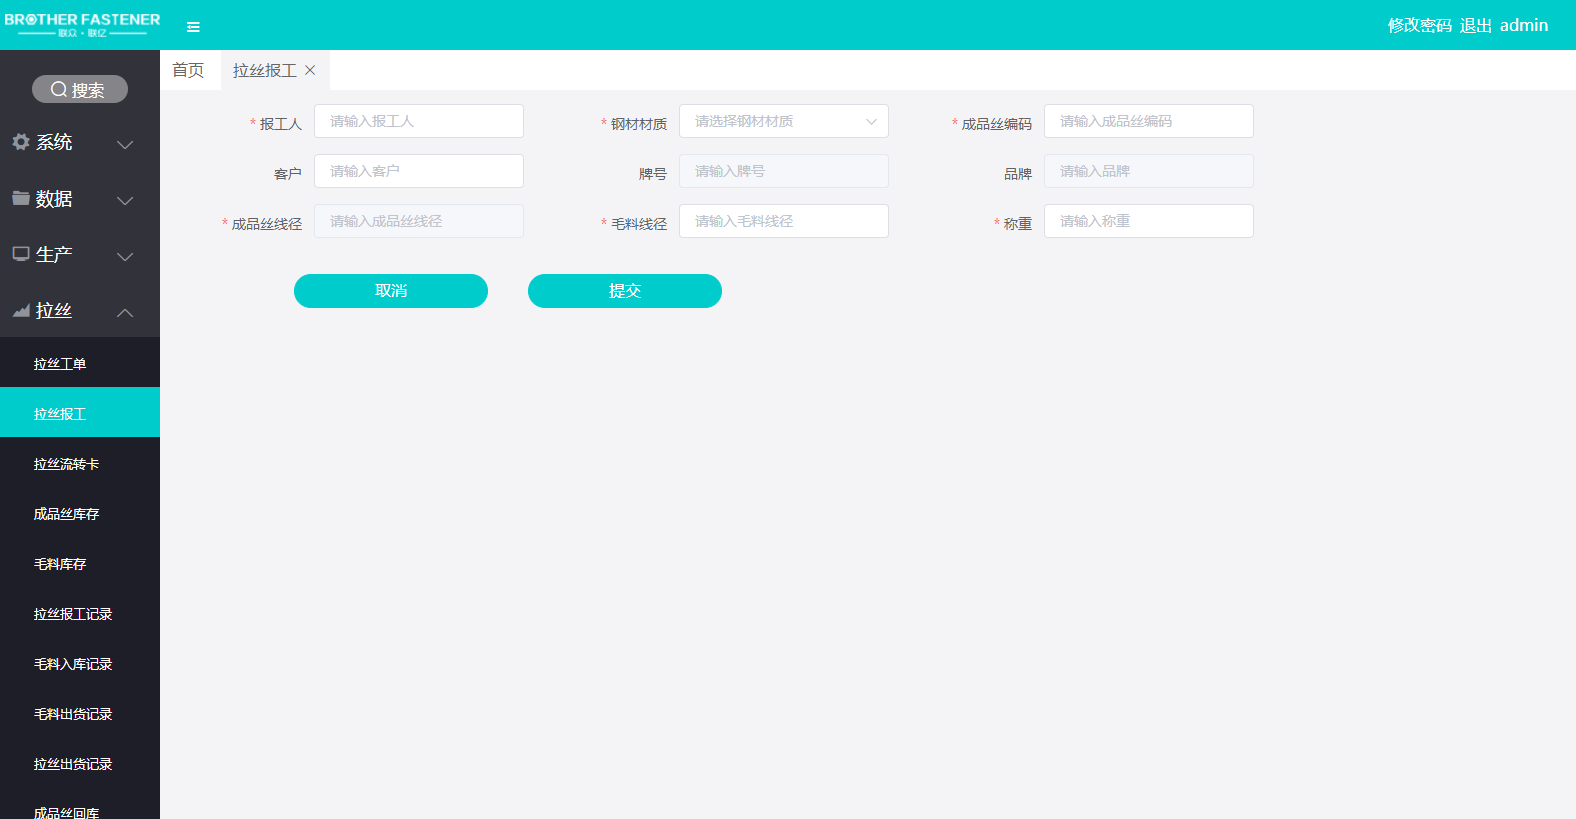 BROTHER FASTENER
联众·联亿
修改密码 退出 admin
搜索
系统
数据
生产
拉丝
拉丝工单
拉丝报工
拉丝流转卡
成品丝库存
毛料库存
拉丝报工记录
毛料入库记录
毛料出货记录
拉丝出货记录
成品丝回库
首页 拉丝报工
* 报工人 请输入报工人 * 钢材材质 请选择钢材材质 * 成品丝编码 请输入成品丝编码
客户 请输入客户 牌号 请输入牌号 品牌 请输入品牌
* 成品丝线径 请输入成品丝线径 * 毛料线径 请输入毛料线径 * 称重 请输入称重
取消 提交